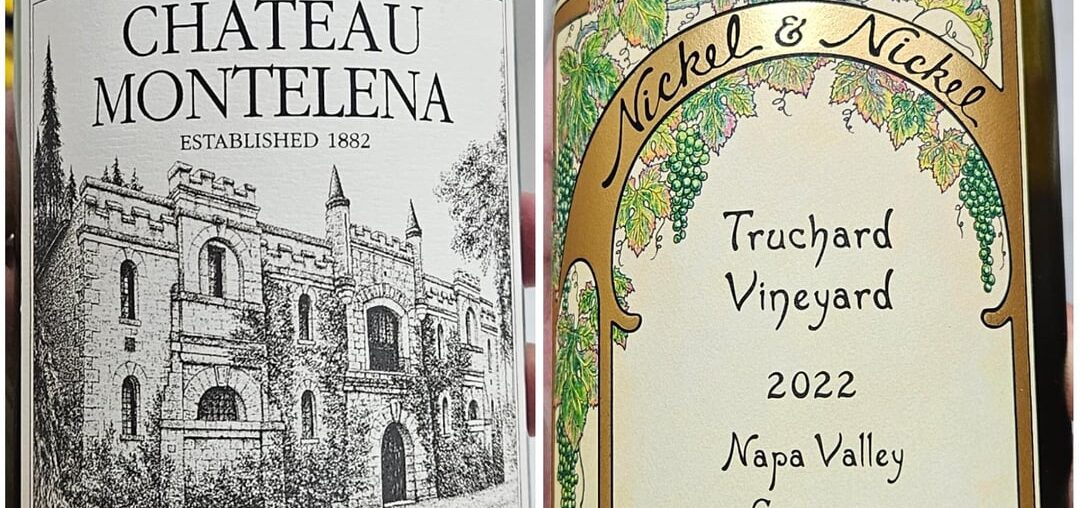 CHATEAU
MONTELENA
ESTABLISHED 1882
Nickel & Nickel
Truchard
Vineyard
2022
Napa Valley